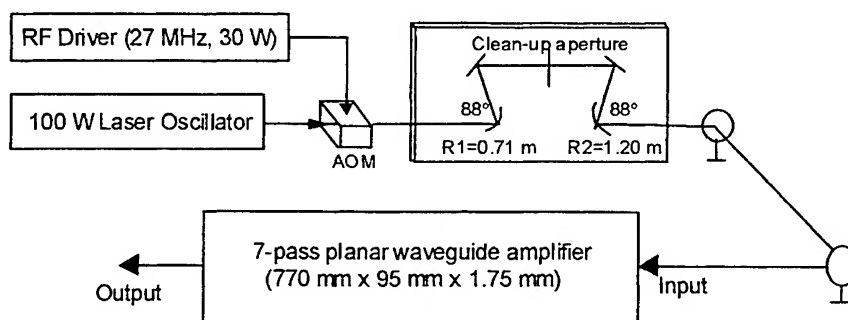 RF Driver (27 MHz, 30 W)
Clean-up aperture
100 W Laser Oscillator
88°
88°
AOM
R1=0.71 m
R2=1.20 m
7-pass planar waveguide amplifier
(770 mm x 95 mm x 1.75 mm)
Output
Input